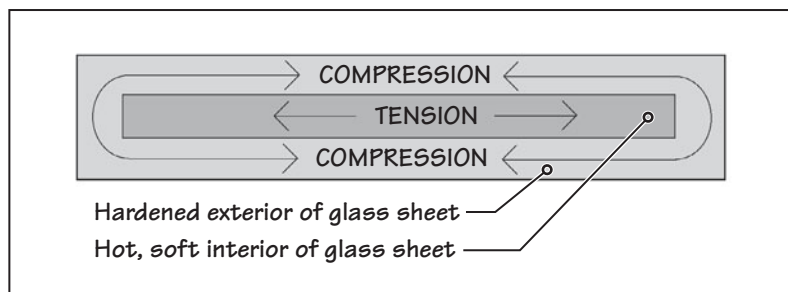 COMPRESSION
TENSION
COMPRESSION
Hardened exterior of glass sheet
Hot, soft interior of glass sheet